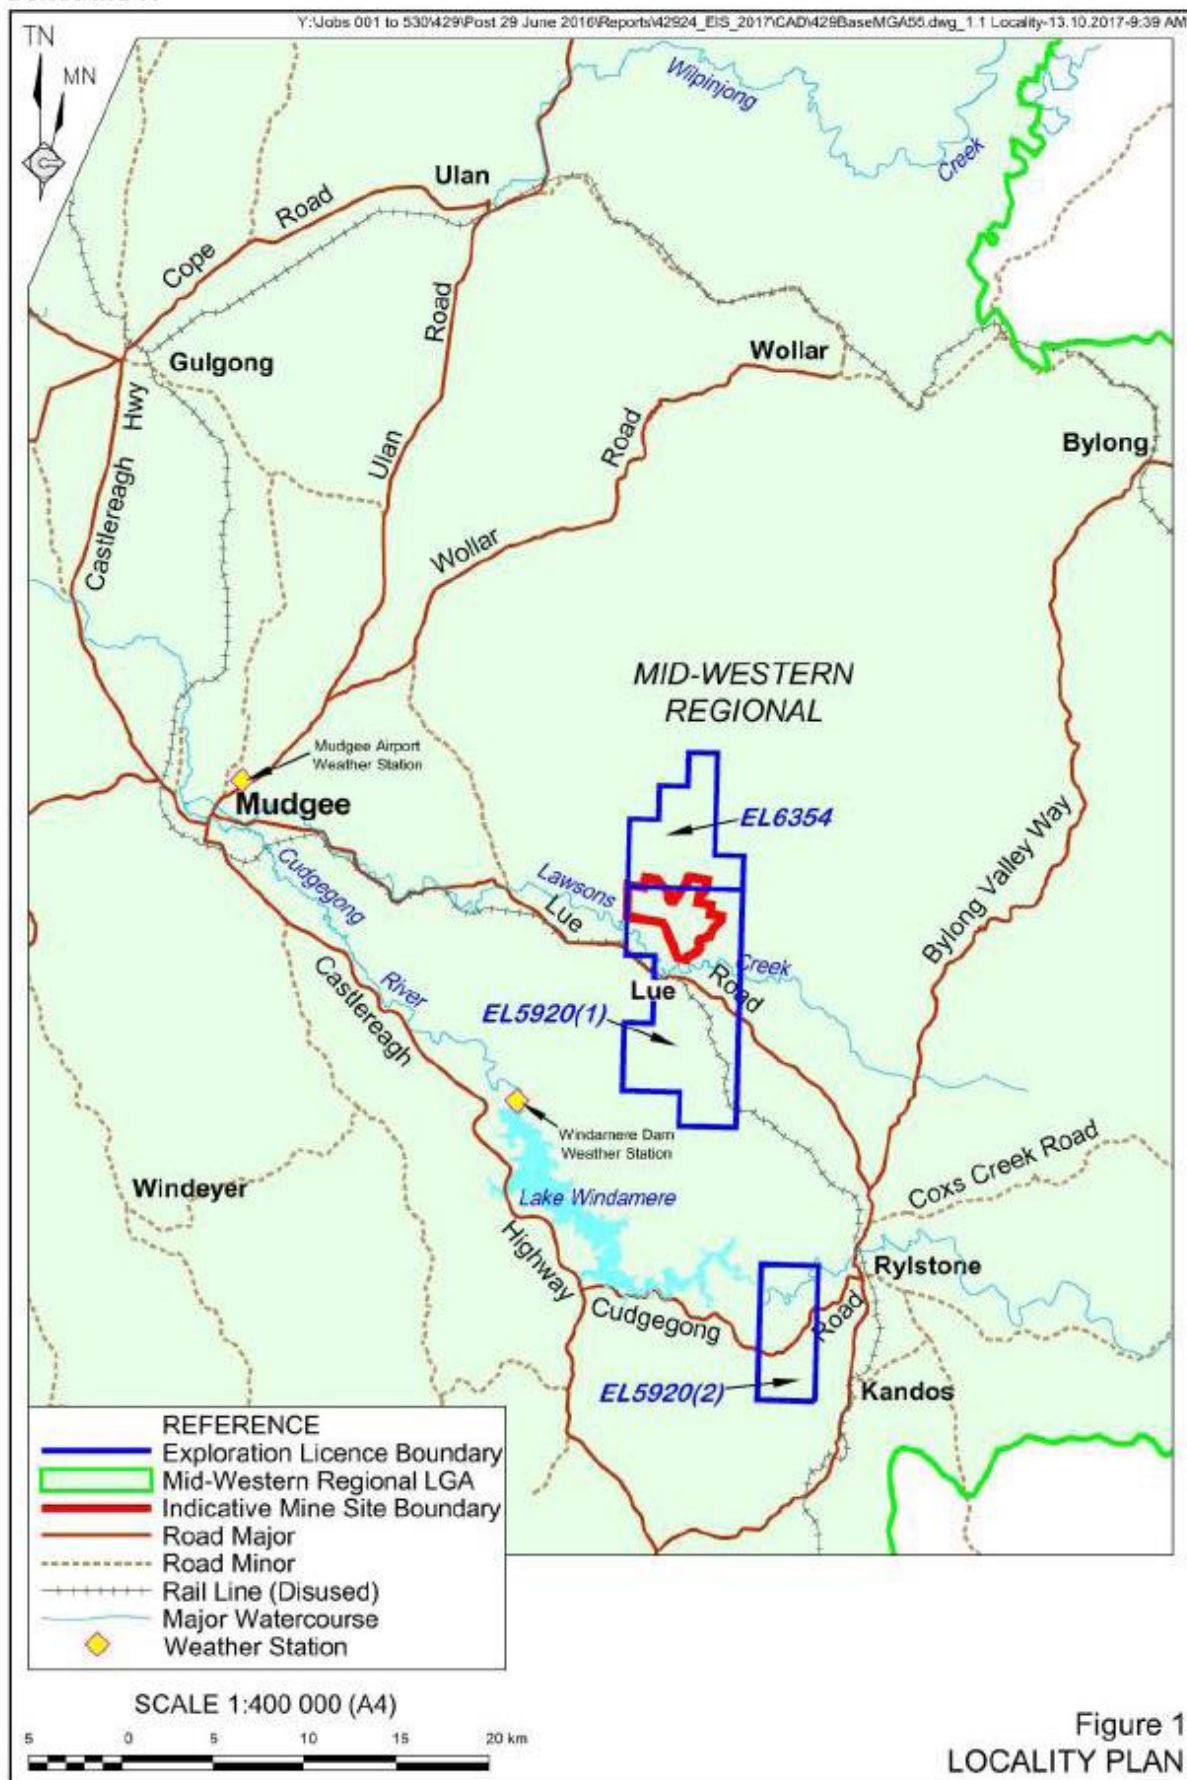 Y:\Jobs 001 to 530\429\Post 29 June 2016\Reports\42924_EIS_2017\CAD\429BaseMGA55.dwg_1.1 Locality-13.10.2017-9:39 AM
TN
MN
Wilpinjong
Creek
Ulan
Cope Road
Ulan Road
Gulgong
Wollar
Wollar Road
Bylong
Castlereagh Hwy
MID-WESTERN
REGIONAL
Mudgee Airport
Weather Station
Mudgee
EL6354
Bylong Valley Way
Cudgegong River
Lawsons Creek
Lue Road
Lue
Castlereagh Highway
EL5920(1)
Windamere Dam
Weather Station
Windeyer
Lake Windamere
Coxs Creek Road
Rylstone
Cudgegong Road
EL5920(2)
Kandos
REFERENCE
Exploration Licence Boundary
Mid-Western Regional LGA
Indicative Mine Site Boundary
Road Major
Road Minor
Rail Line (Disused)
Major Watercourse
Weather Station
SCALE 1:400 000 (A4)
5 0 5 10 15 20 km
Figure 1
LOCALITY PLAN